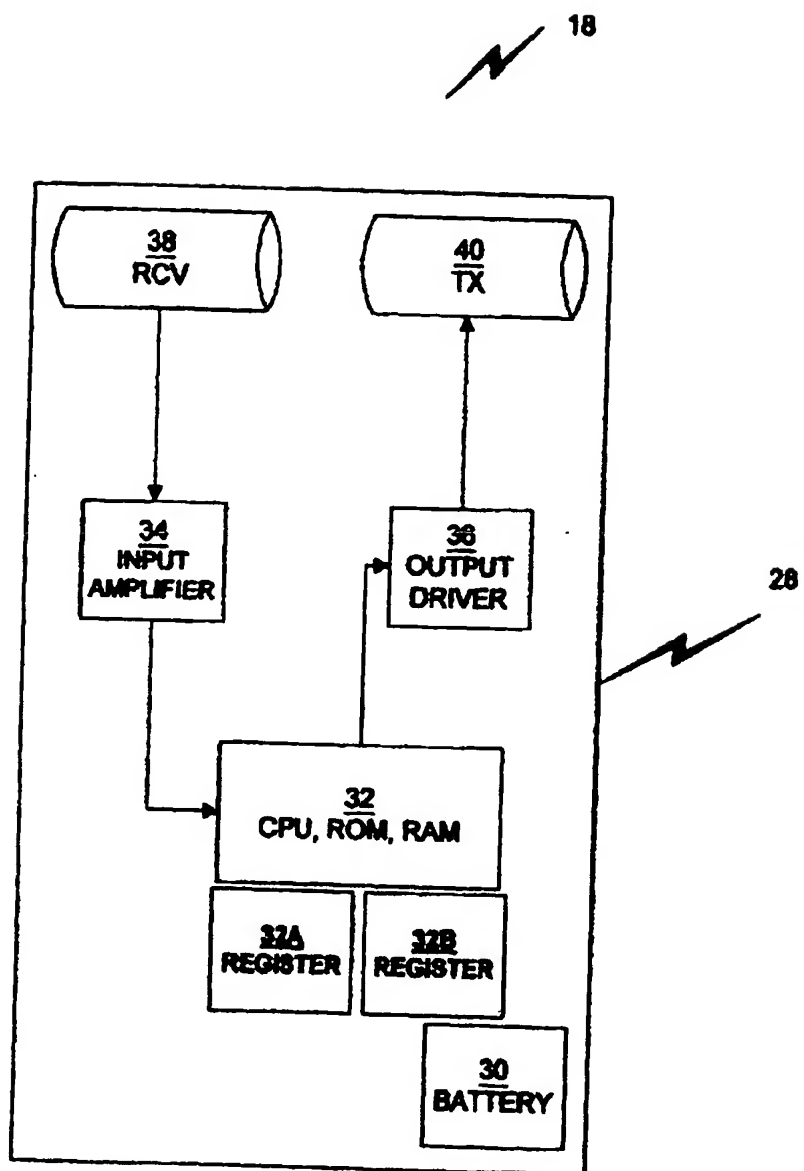 18
38
RCV
40
TX
34
INPUT
AMPLIFIER
36
OUTPUT
DRIVER
28
32
CPU, ROM, RAM
32A
REGISTER
32B
REGISTER
30
BATTERY